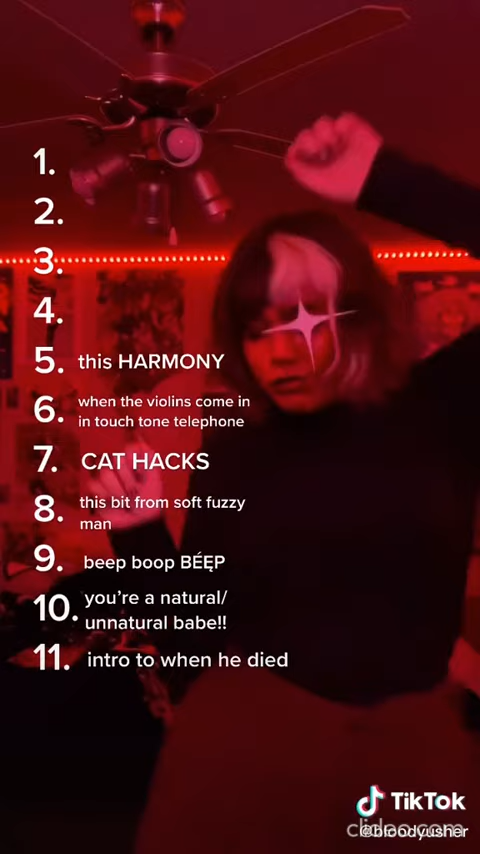 1.
2.
3.
4.
5. this HARMONY
6. when the violins come in
in touch tone telephone
7. CAT HACKS
8. this bit from soft fuzzy
man
9. beep boop BÉĘP
10. you're a natural/
unnatural babe!!
11. intro to when he died
TikTok
@bloodyusher
clideo.com